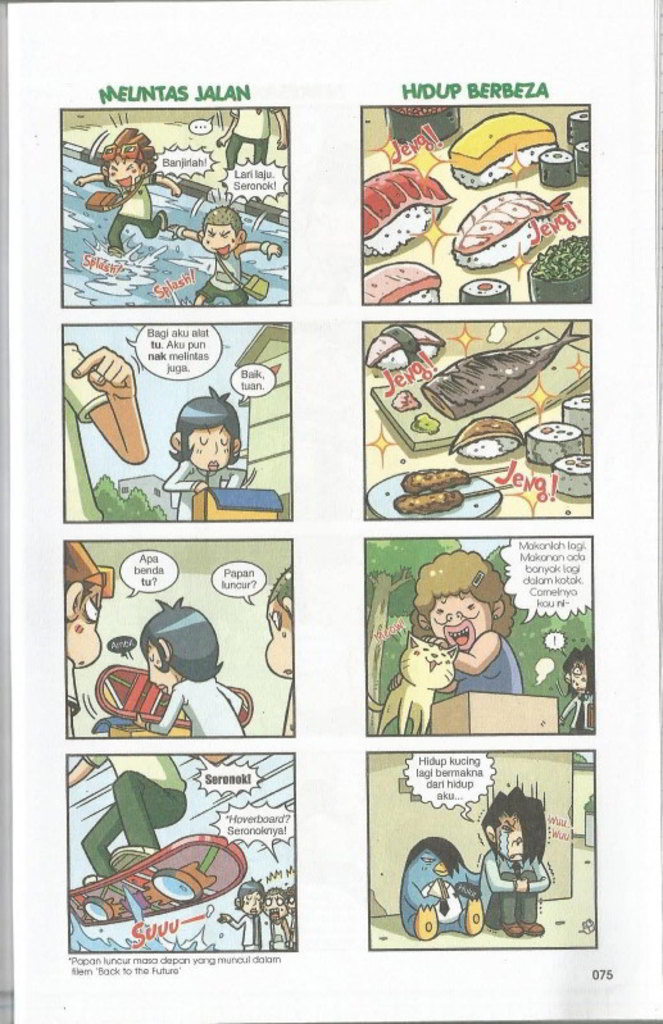 MELINTAS JALAN
Banjirlah!
...
Lari laju.
Seronok!
Splash!
Splash!
Bagi aku alat
tu. Aku pun
nak melintas
juga.
Baik,
tuan.
Apa
benda
tu?
Papan
luncur?
Ambil
Seronok!
"Hoverboard?
Seronoknya!
Suuu—
*Papan luncur masa depan yang muncul dalam
filem 'Back to the Future'
HIDUP BERBEZA
Jeng!
Jeng!
Jeng!
Jeng!
Makanlah lagi.
Makanan ada
banyak lagi
dalam kotak.
Comelnya
kau ni~
!
Hidup kucing
lagi bermakna
dari hidup
aku...
Wuu..
Wuu
075